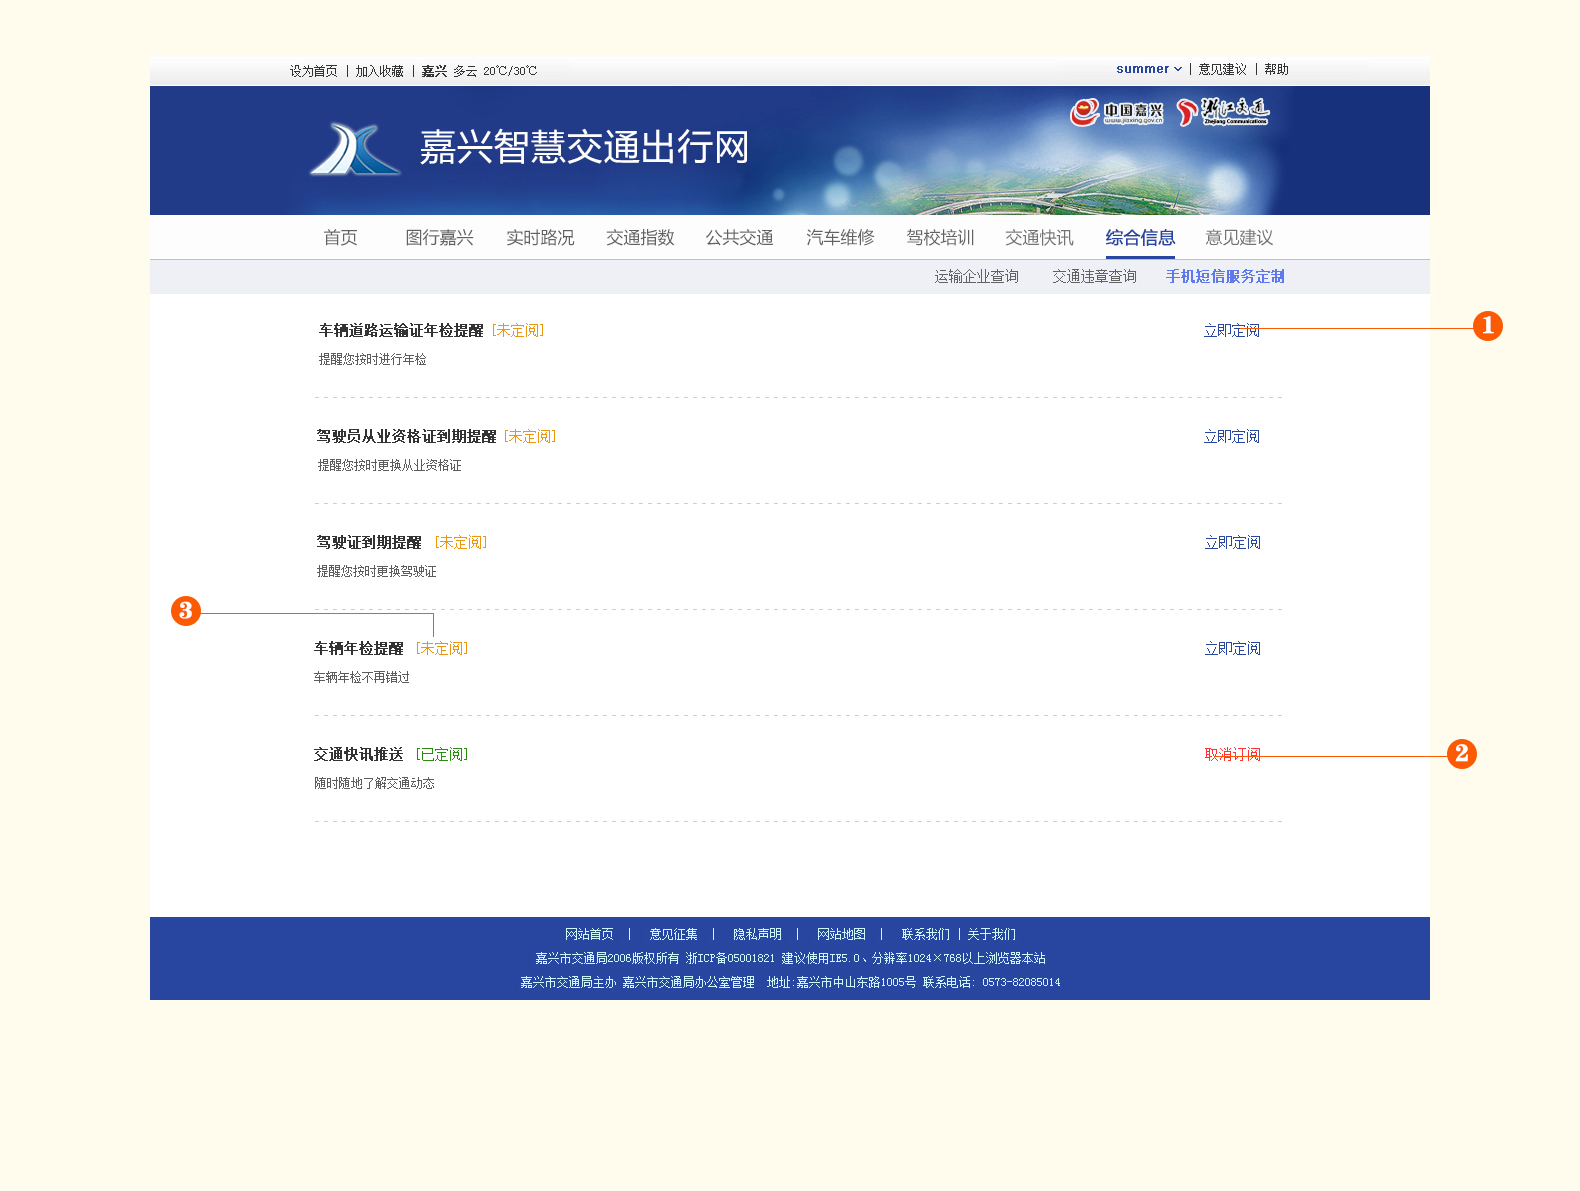 设为首页 | 加入收藏 | 嘉兴 多云 20℃/30℃
summer | 意见建议 | 帮助
中国嘉兴 www.jiaxing.gov.cn 浙江交通 Zhejiang Communications
嘉兴智慧交通出行网
首页 图行嘉兴 实时路况 交通指数 公共交通 汽车维修 驾校培训 交通快讯 综合信息 意见建议
运输企业查询 交通违章查询 手机短信服务定制
车辆道路运输证年检提醒 [未定阅] 立即定阅 1
提醒您按时进行年检
驾驶员从业资格证到期提醒 [未定阅] 立即定阅
提醒您按时更换从业资格证
驾驶证到期提醒 [未定阅] 立即定阅
提醒您按时更换驾驶证
3
车辆年检提醒 [未定阅] 立即定阅
车辆年检不再错过
交通快讯推送 [已定阅] 取消订阅 2
随时随地了解交通动态
网站首页 | 意见征集 | 隐私声明 | 网站地图 | 联系我们 | 关于我们
嘉兴市交通局2006版权所有 浙ICP备05001821 建议使用IE5.0、分辨率1024×768以上浏览器本站
嘉兴市交通局主办 嘉兴市交通局办公室管理 地址:嘉兴市中山东路1005号 联系电话: 0573-82085014